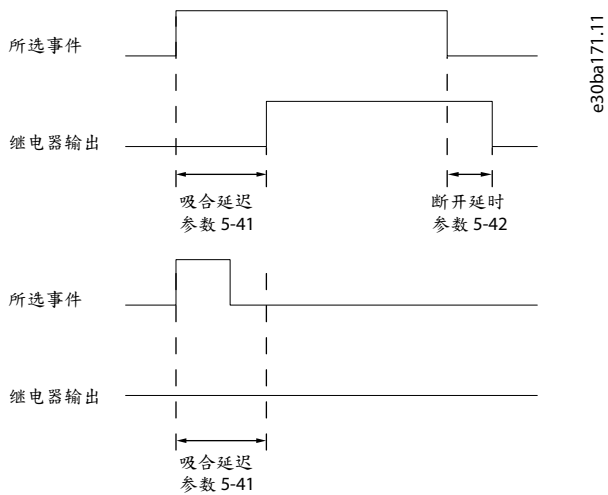 所选事件
继电器输出
吸合延迟
参数 5-41
断开延时
参数 5-42
所选事件
继电器输出
吸合延迟
参数 5-41
e30ba171.11